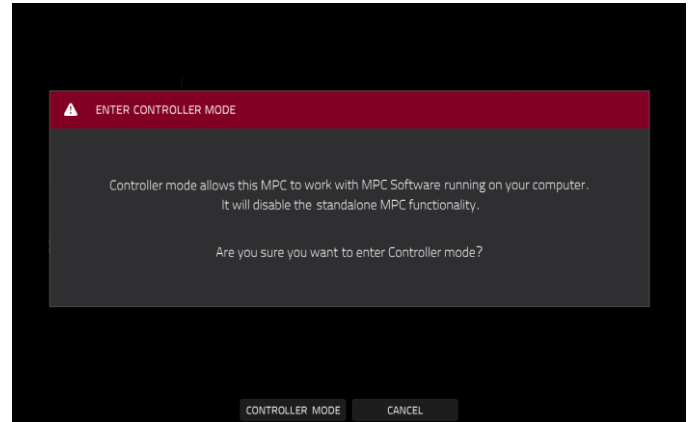 ENTER CONTROLLER MODE
Controller mode allows this MPC to work with MPC Software running on your computer.
It will disable the standalone MPC functionality.
Are you sure you want to enter Controller mode?
CONTROLLER MODE
CANCEL